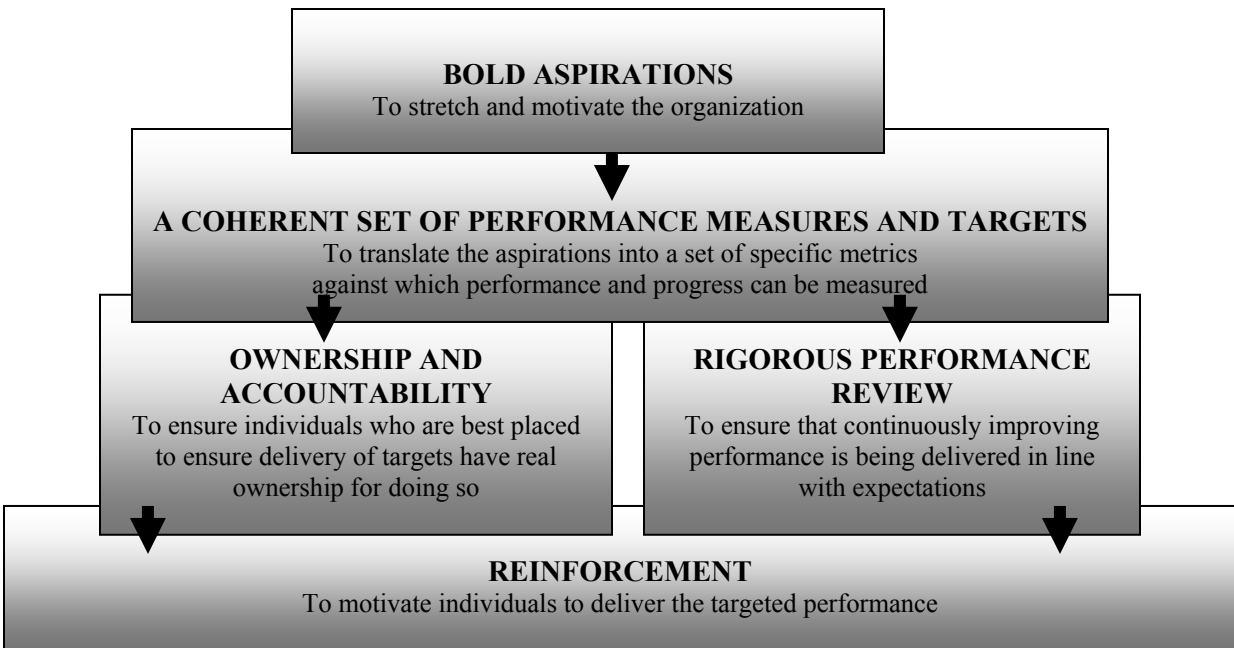 BOLD ASPIRATIONS
To stretch and motivate the organization
A COHERENT SET OF PERFORMANCE MEASURES AND TARGETS
To translate the aspirations into a set of specific metrics
against which performance and progress can be measured
OWNERSHIP AND
ACCOUNTABILITY
To ensure individuals who are best placed
to ensure delivery of targets have real
ownership for doing so
RIGOROUS PERFORMANCE
REVIEW
To ensure that continuously improving
performance is being delivered in line
with expectations
REINFORCEMENT
To motivate individuals to deliver the targeted performance